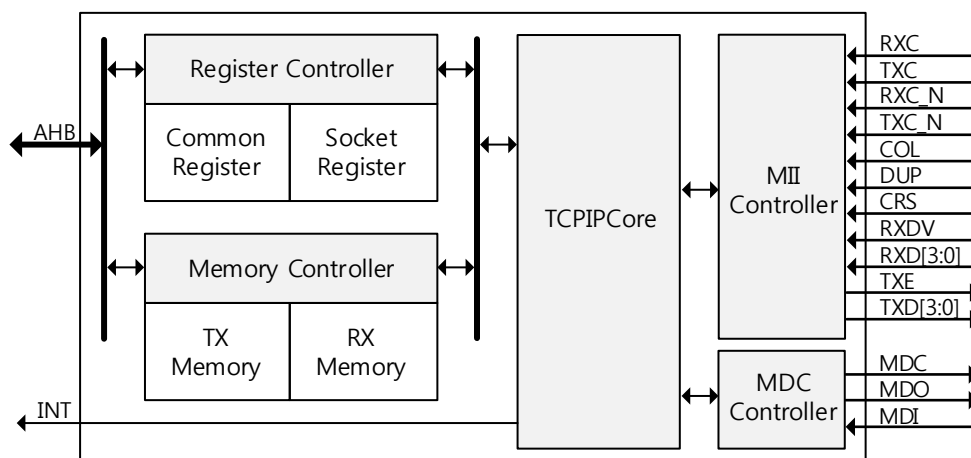 AHB
INT
Register Controller
Common
Register
Socket
Register
Memory Controller
TX
Memory
RX
Memory
TCPIPCore
MII
Controller
MDC
Controller
RXC
TXC
RXC_N
TXC_N
COL
DUP
CRS
RXDV
RXD[3:0]
TXE
TXD[3:0]
MDC
MDO
MDI